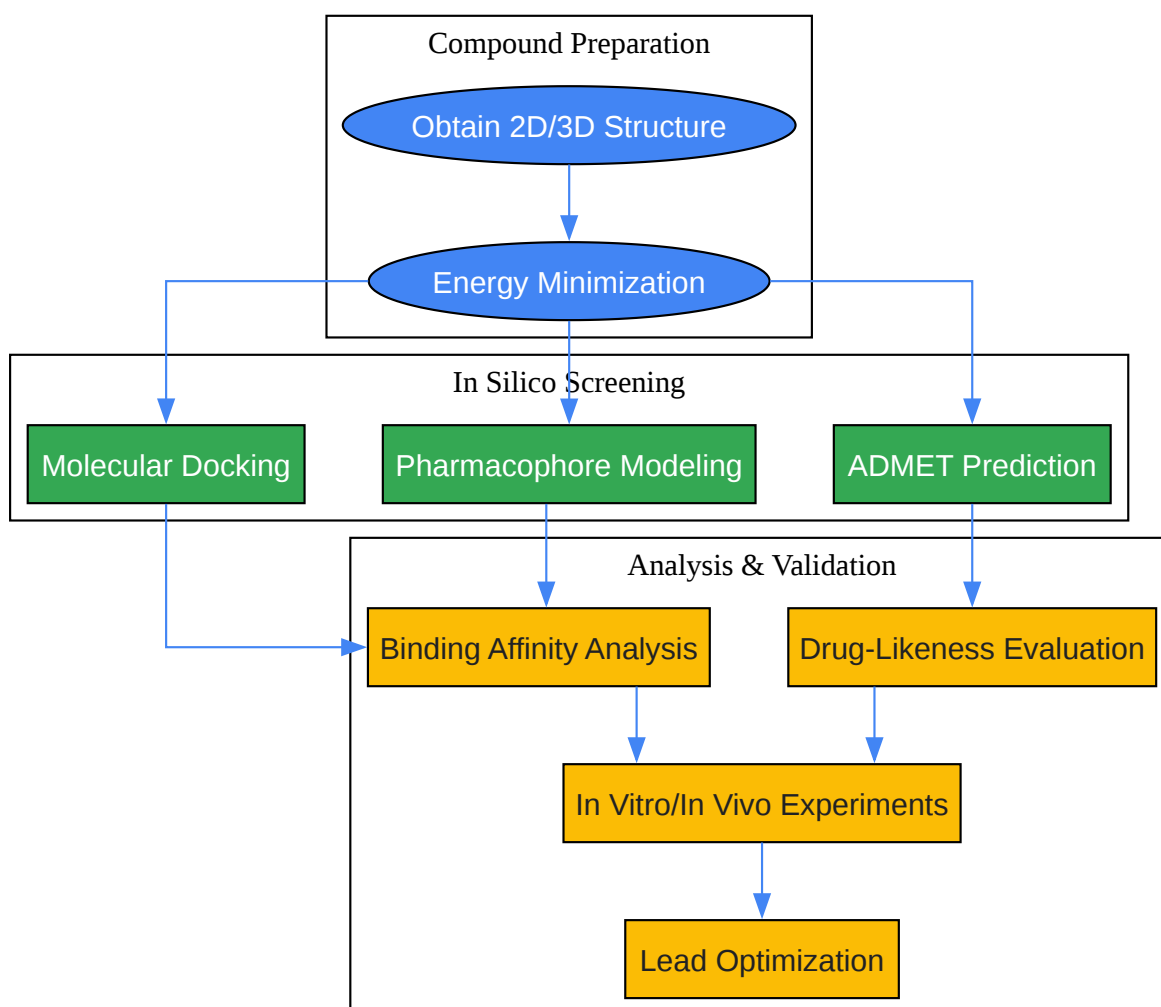 Compound Preparation
Obtain 2D/3D Structure
Energy Minimization
In Silico Screening
Molecular Docking
Pharmacophore Modeling
ADMET Prediction
Analysis & Validation
Binding Affinity Analysis
Drug-Likeness Evaluation
In Vitro/In Vivo Experiments
Lead Optimization